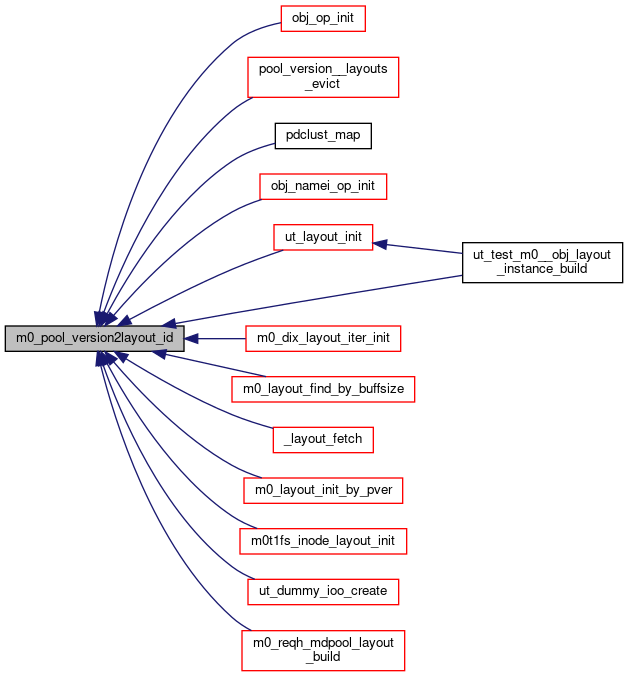 obj_op_init
pool_version__layouts
_evict
pdclust_map
obj_namei_op_init
ut_layout_init
ut_test_m0__obj_layout
_instance_build
m0_pool_version2layout_id
m0_dix_layout_iter_init
m0_layout_find_by_buffsize
_layout_fetch
m0_layout_init_by_pver
m0t1fs_inode_layout_init
ut_dummy_ioo_create
m0_reqh_mdpool_layout
_build